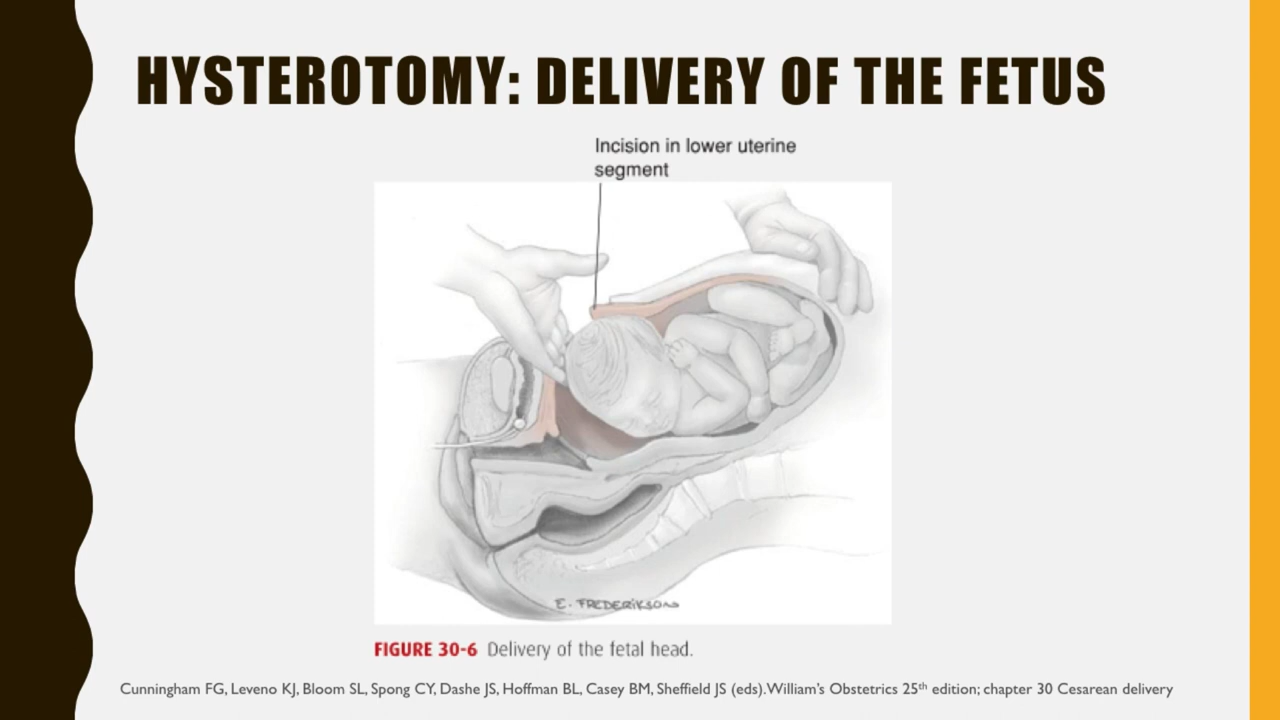 HYSTEROTOMY: DELIVERY OF THE FETUS
Incision in lower uterine
segment
E. FREDERIKSON
FIGURE 30-6 Delivery of the fetal head.
Cunningham FG, Leveno KJ, Bloom SL, Spong CY, Dashe JS, Hoffman BL, Casey BM, Sheffield JS (eds).William's Obstetrics 25th edition; chapter 30 Cesarean delivery